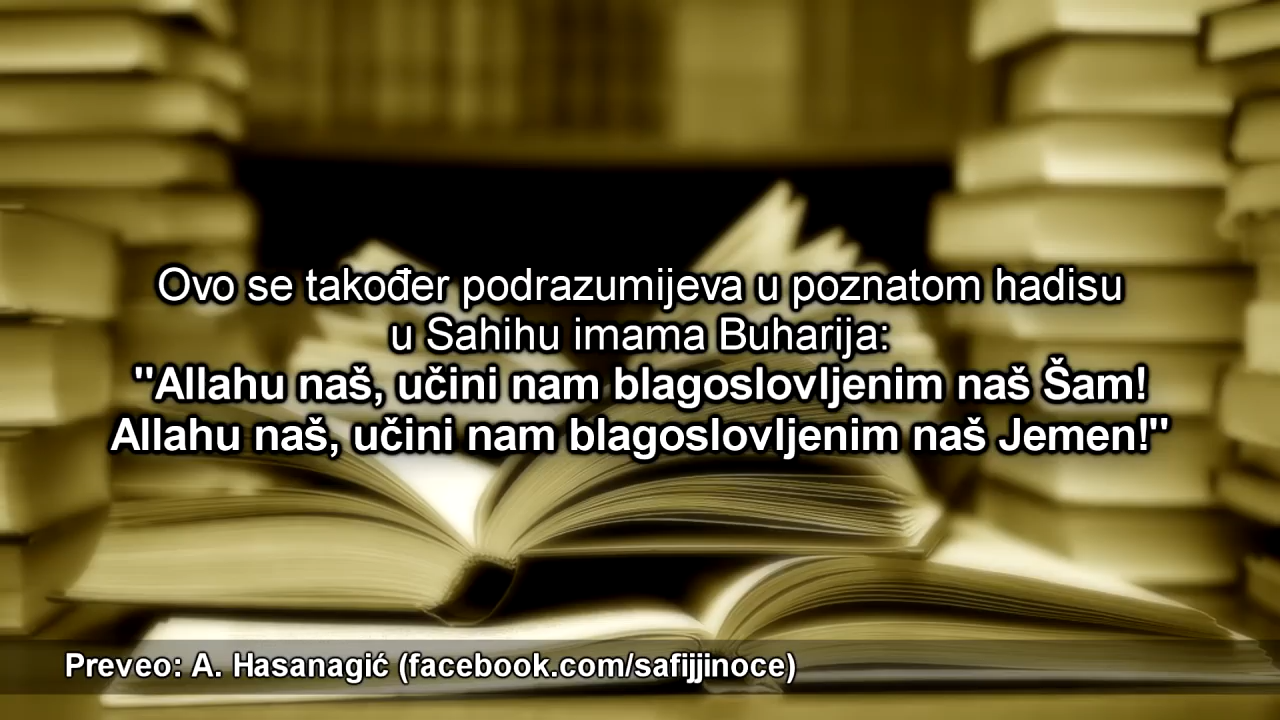 Ovo se također podrazumijeva u poznatom hadisu
u Sahihu imama Buharija:
"Allahu naš, učini nam blagoslovljenim naš Šam!
Allahu naš, učini nam blagoslovljenim naš Jemen!"
Preveo: A. Hasanagić (facebook.com/safijjinoce)